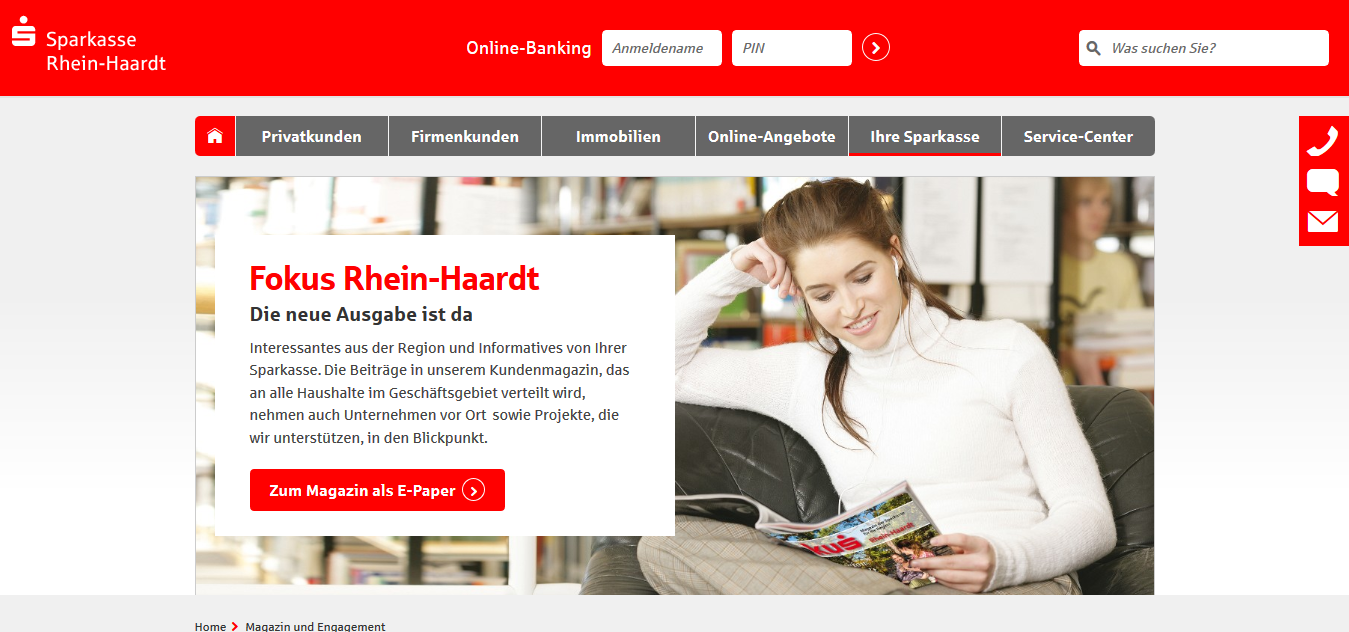 Sparkasse
Rhein-Haardt
Online-Banking
Anmeldename
PIN
Was suchen Sie?
Privatkunden
Firmenkunden
Immobilien
Online-Angebote
Ihre Sparkasse
Service-Center
Fokus Rhein-Haardt
Die neue Ausgabe ist da
Interessantes aus der Region und Informatives von Ihrer
Sparkasse. Die Beiträge in unserem Kundenmagazin, das
an alle Haushalte im Geschäftsgebiet verteilt wird,
nehmen auch Unternehmen vor Ort sowie Projekte, die
wir unterstützen, in den Blickpunkt.
Zum Magazin als E-Paper
Rhein-Haardt
Home
Magazin und Engagement